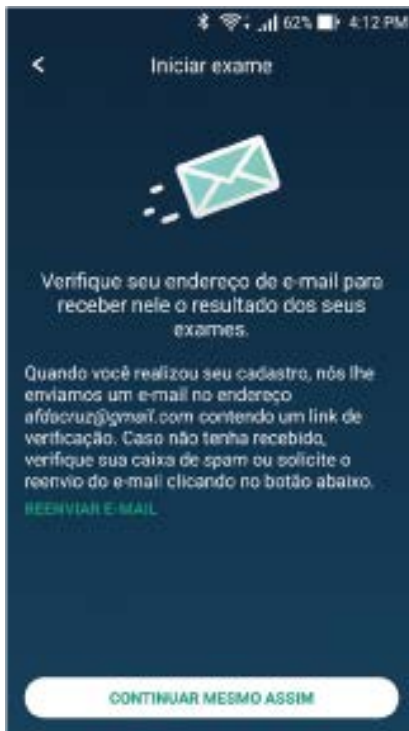 62% 4:12 PM
Iniciar exame
Verifique seu endereço de e-mail para
receber nele o resultado dos seus
exames.
Quando você realizou seu cadastro, nós lhe
enviamos um e-mail no endereço
afdacruz@gmail.com contendo um link de
verificação. Caso não tenha recebido,
verifique sua caixa de spam ou solicite o
reenvio do e-mail clicando no botão abaixo.
REENVIAR E-MAIL
CONTINUAR MESMO ASSIM